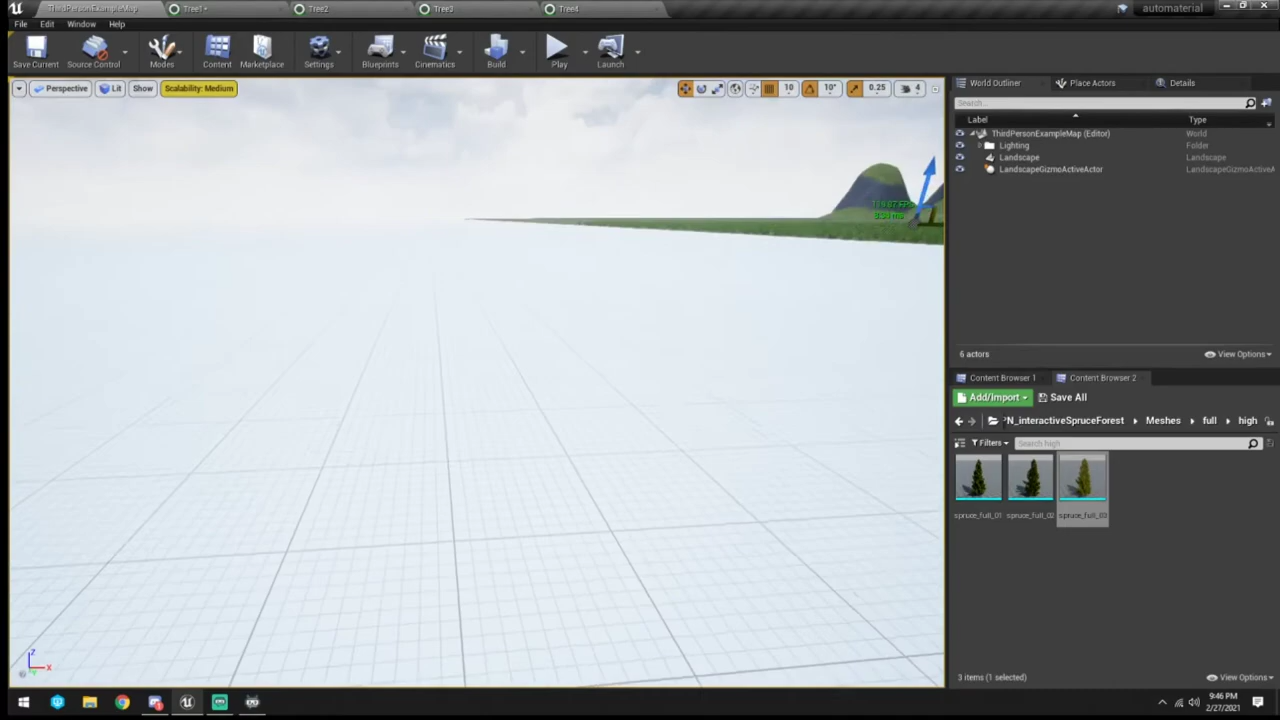 ThirdPersonExampleMap
Tree1*
Tree2
Tree3
Tree4
automaterial
File
Edit
Window
Help
Save Current
Source Control
Modes
Content
Marketplace
Settings
Blueprints
Cinematics
Build
Play
Launch
Perspective
Lit
Show
Scalability: Medium
10
10°
0.25
4
World Outliner
Place Actors
Details
Search...
Label
Type
ThirdPersonExampleMap (Editor)
World
Lighting
Folder
Landscape
Landscape
LandscapeGizmoActiveActor
LandscapeGizmoActiveA
6 actors
View Options
Content Browser 1
Content Browser 2
Add/Import
Save All
N_interactiveSpruceForest
Meshes
full
high
Filters
Search high
spruce_full_01
spruce_full_02
spruce_full_03
3 items (1 selected)
View Options
Z
X
9:46 PM
2/27/2021